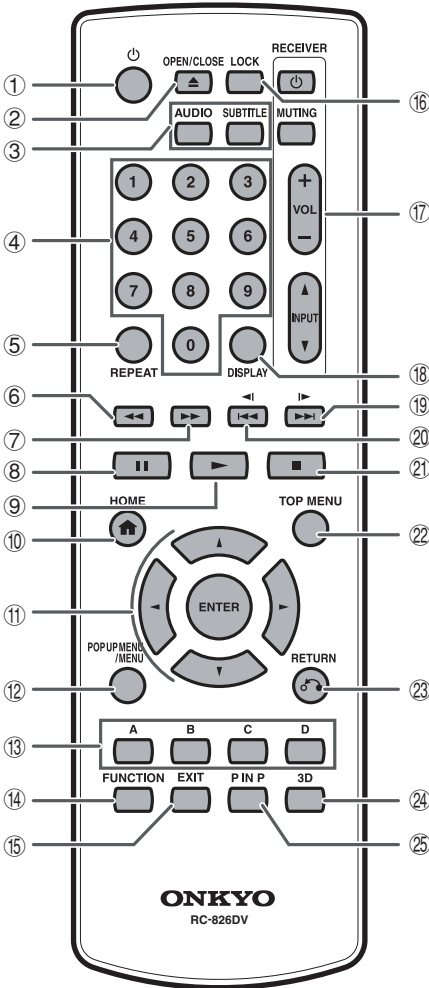 RECEIVER
OPEN/CLOSE LOCK
① ② ③ AUDIO SUBTITLE MUTING ⑯
1 2 3 + VOL − ⑰
④ 4 5 6
7 8 9 INPUT
⑤ 0
REPEAT DISPLAY ⑱
⑥ ⑲
⑦ ⑳
⑧ ㉑
⑨
HOME TOP MENU
⑩ ㉒
⑪ ENTER
POP UP MENU
/MENU RETURN
⑫ ㉓
⑬ A B C D
FUNCTION EXIT P IN P 3D
⑭ ㉔
⑮ ㉕
ONKYO
RC-826DV